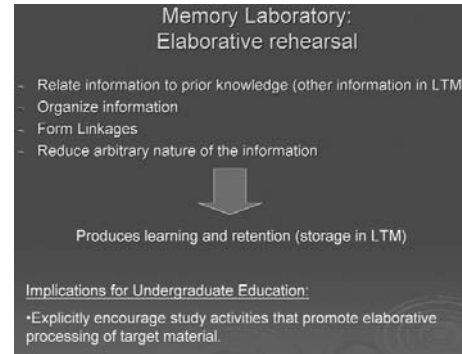 Memory Laboratory:
Elaborative rehearsal
~ Relate information to prior knowledge (other information in LTM
~ Organize information
~ Form Linkages
~ Reduce arbitrary nature of the information
Produces learning and retention (storage in LTM)
Implications for Undergraduate Education:
•Explicitly encourage study activities that promote elaborative
processing of target material.